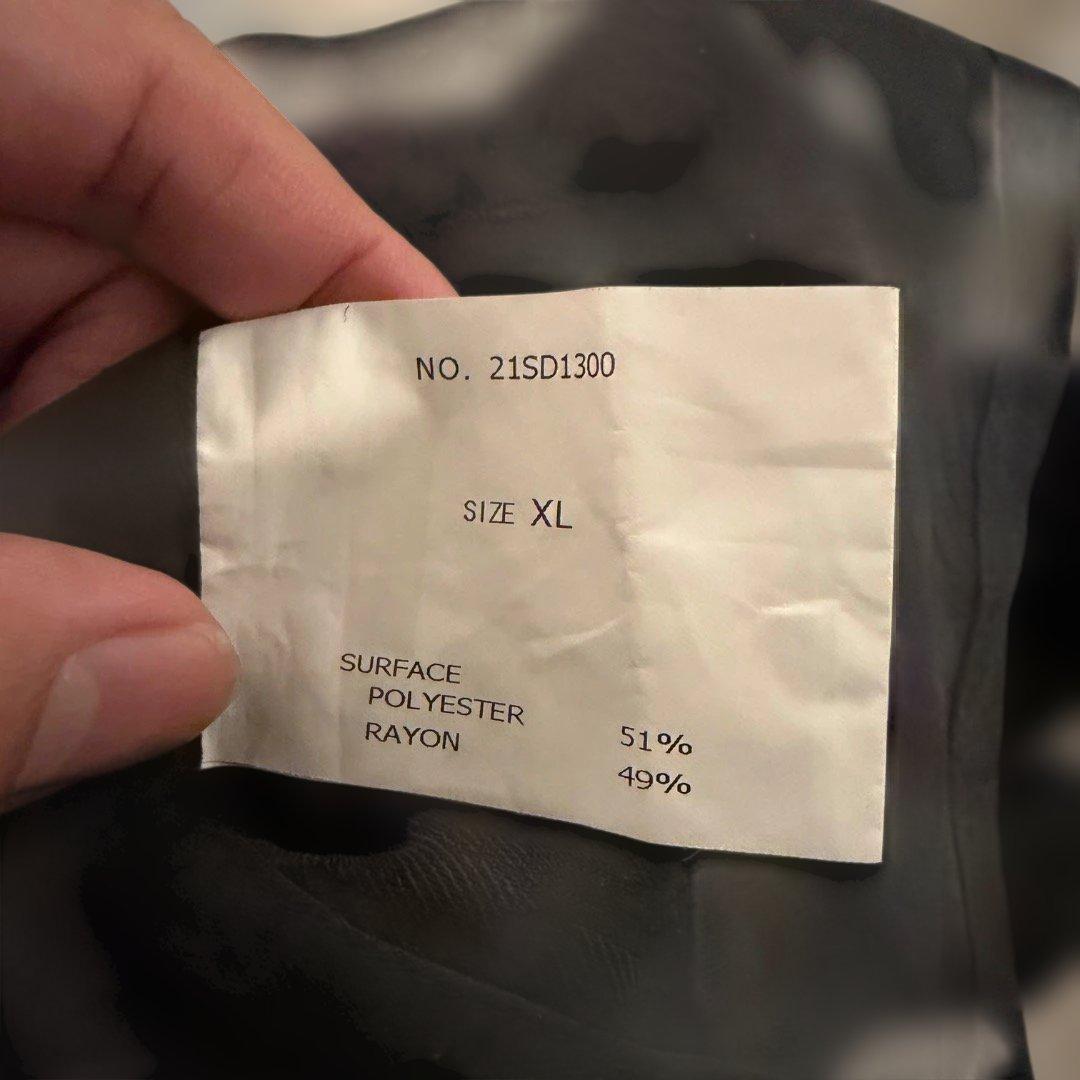 NO. 21SD1300
SIZE XL
SURFACE
POLYESTER 51%
RAYON 49%